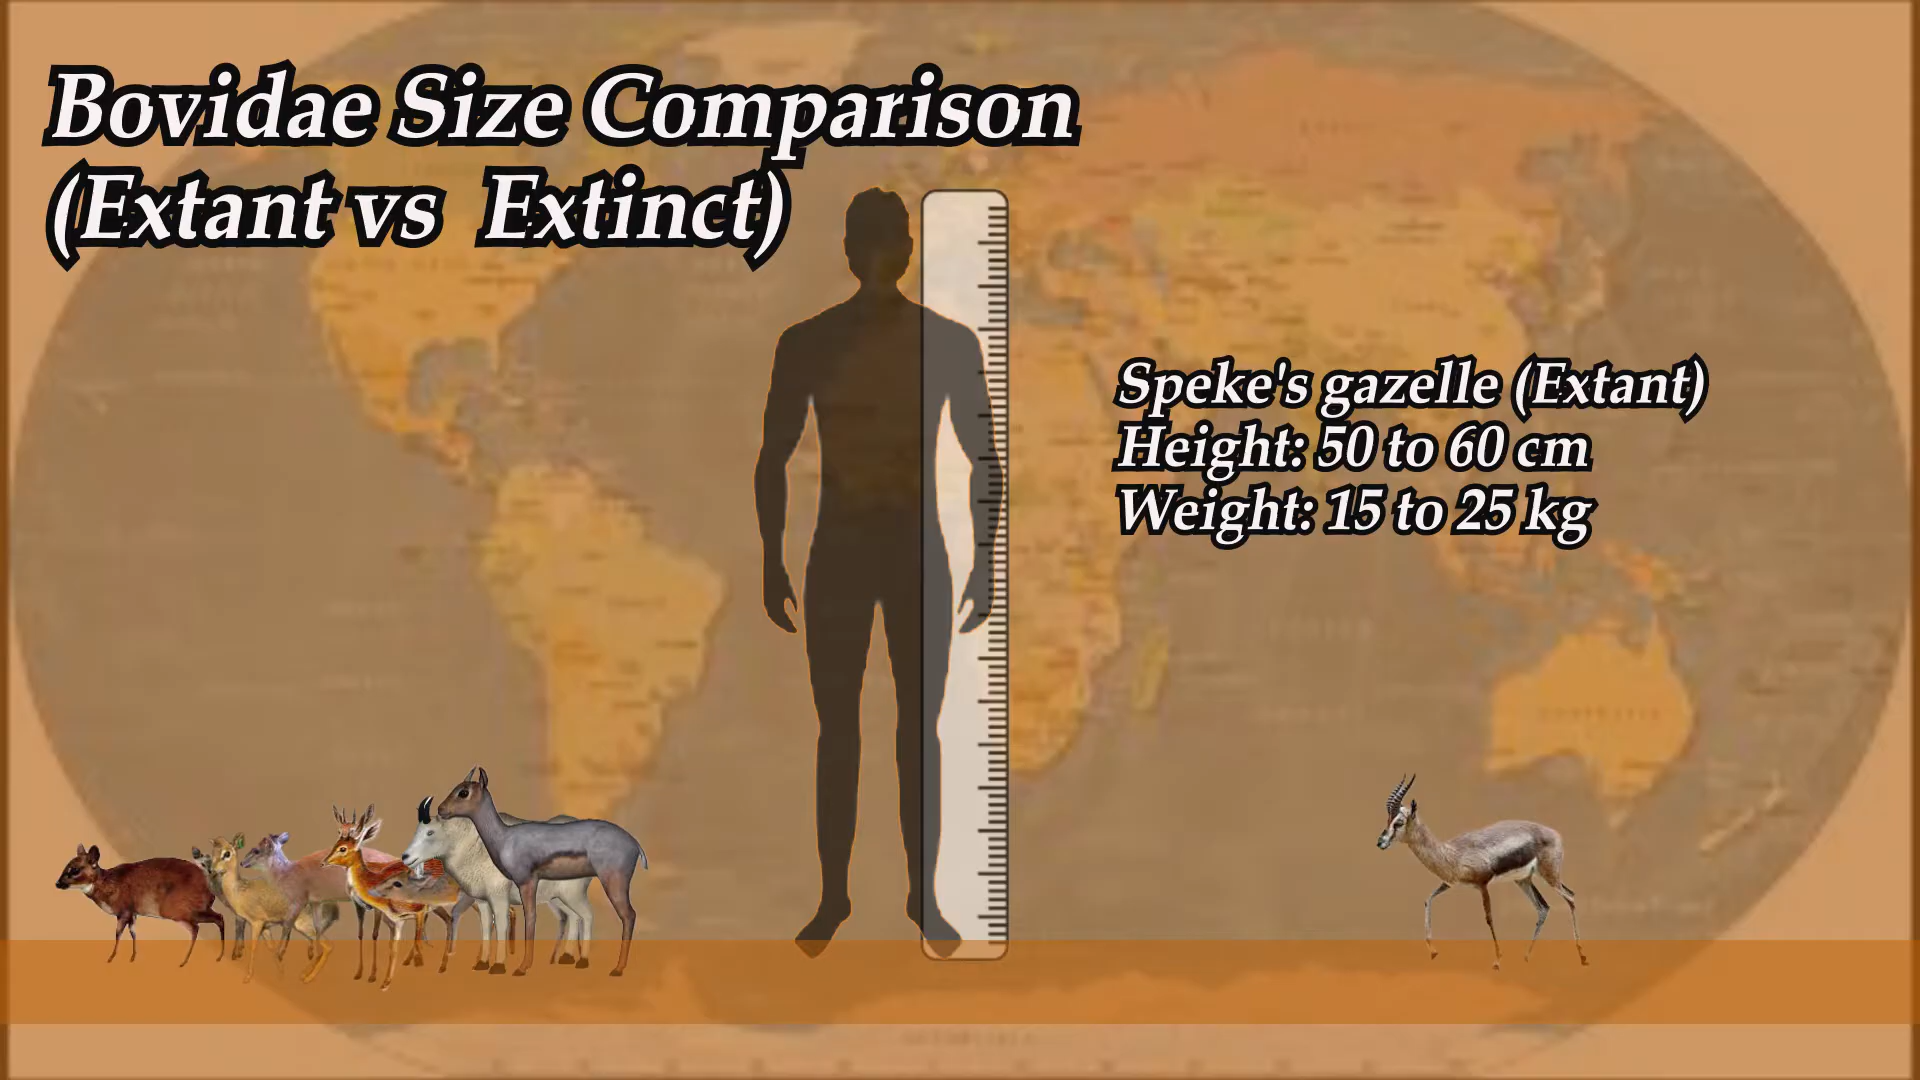 Bovidae Size Comparison
(Extant vs Extinct)
Speke's gazelle (Extant)
Height: 50 to 60 cm
Weight: 15 to 25 kg